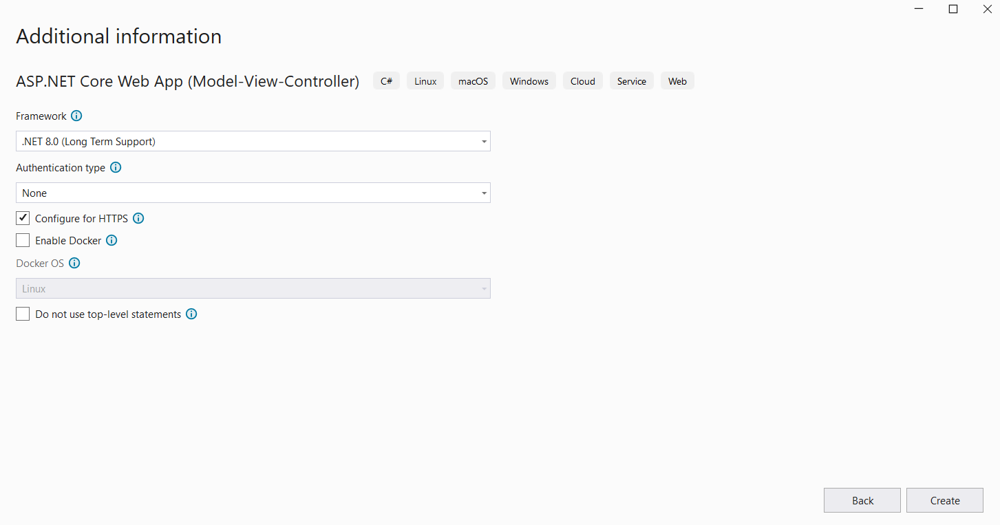 Additional information
ASP.NET Core Web App (Model-View-Controller) C# Linux macOS Windows Cloud Service Web
Framework
.NET 8.0 (Long Term Support)
Authentication type
None
Configure for HTTPS
Enable Docker
Docker OS
Linux
Do not use top-level statements
Back Create